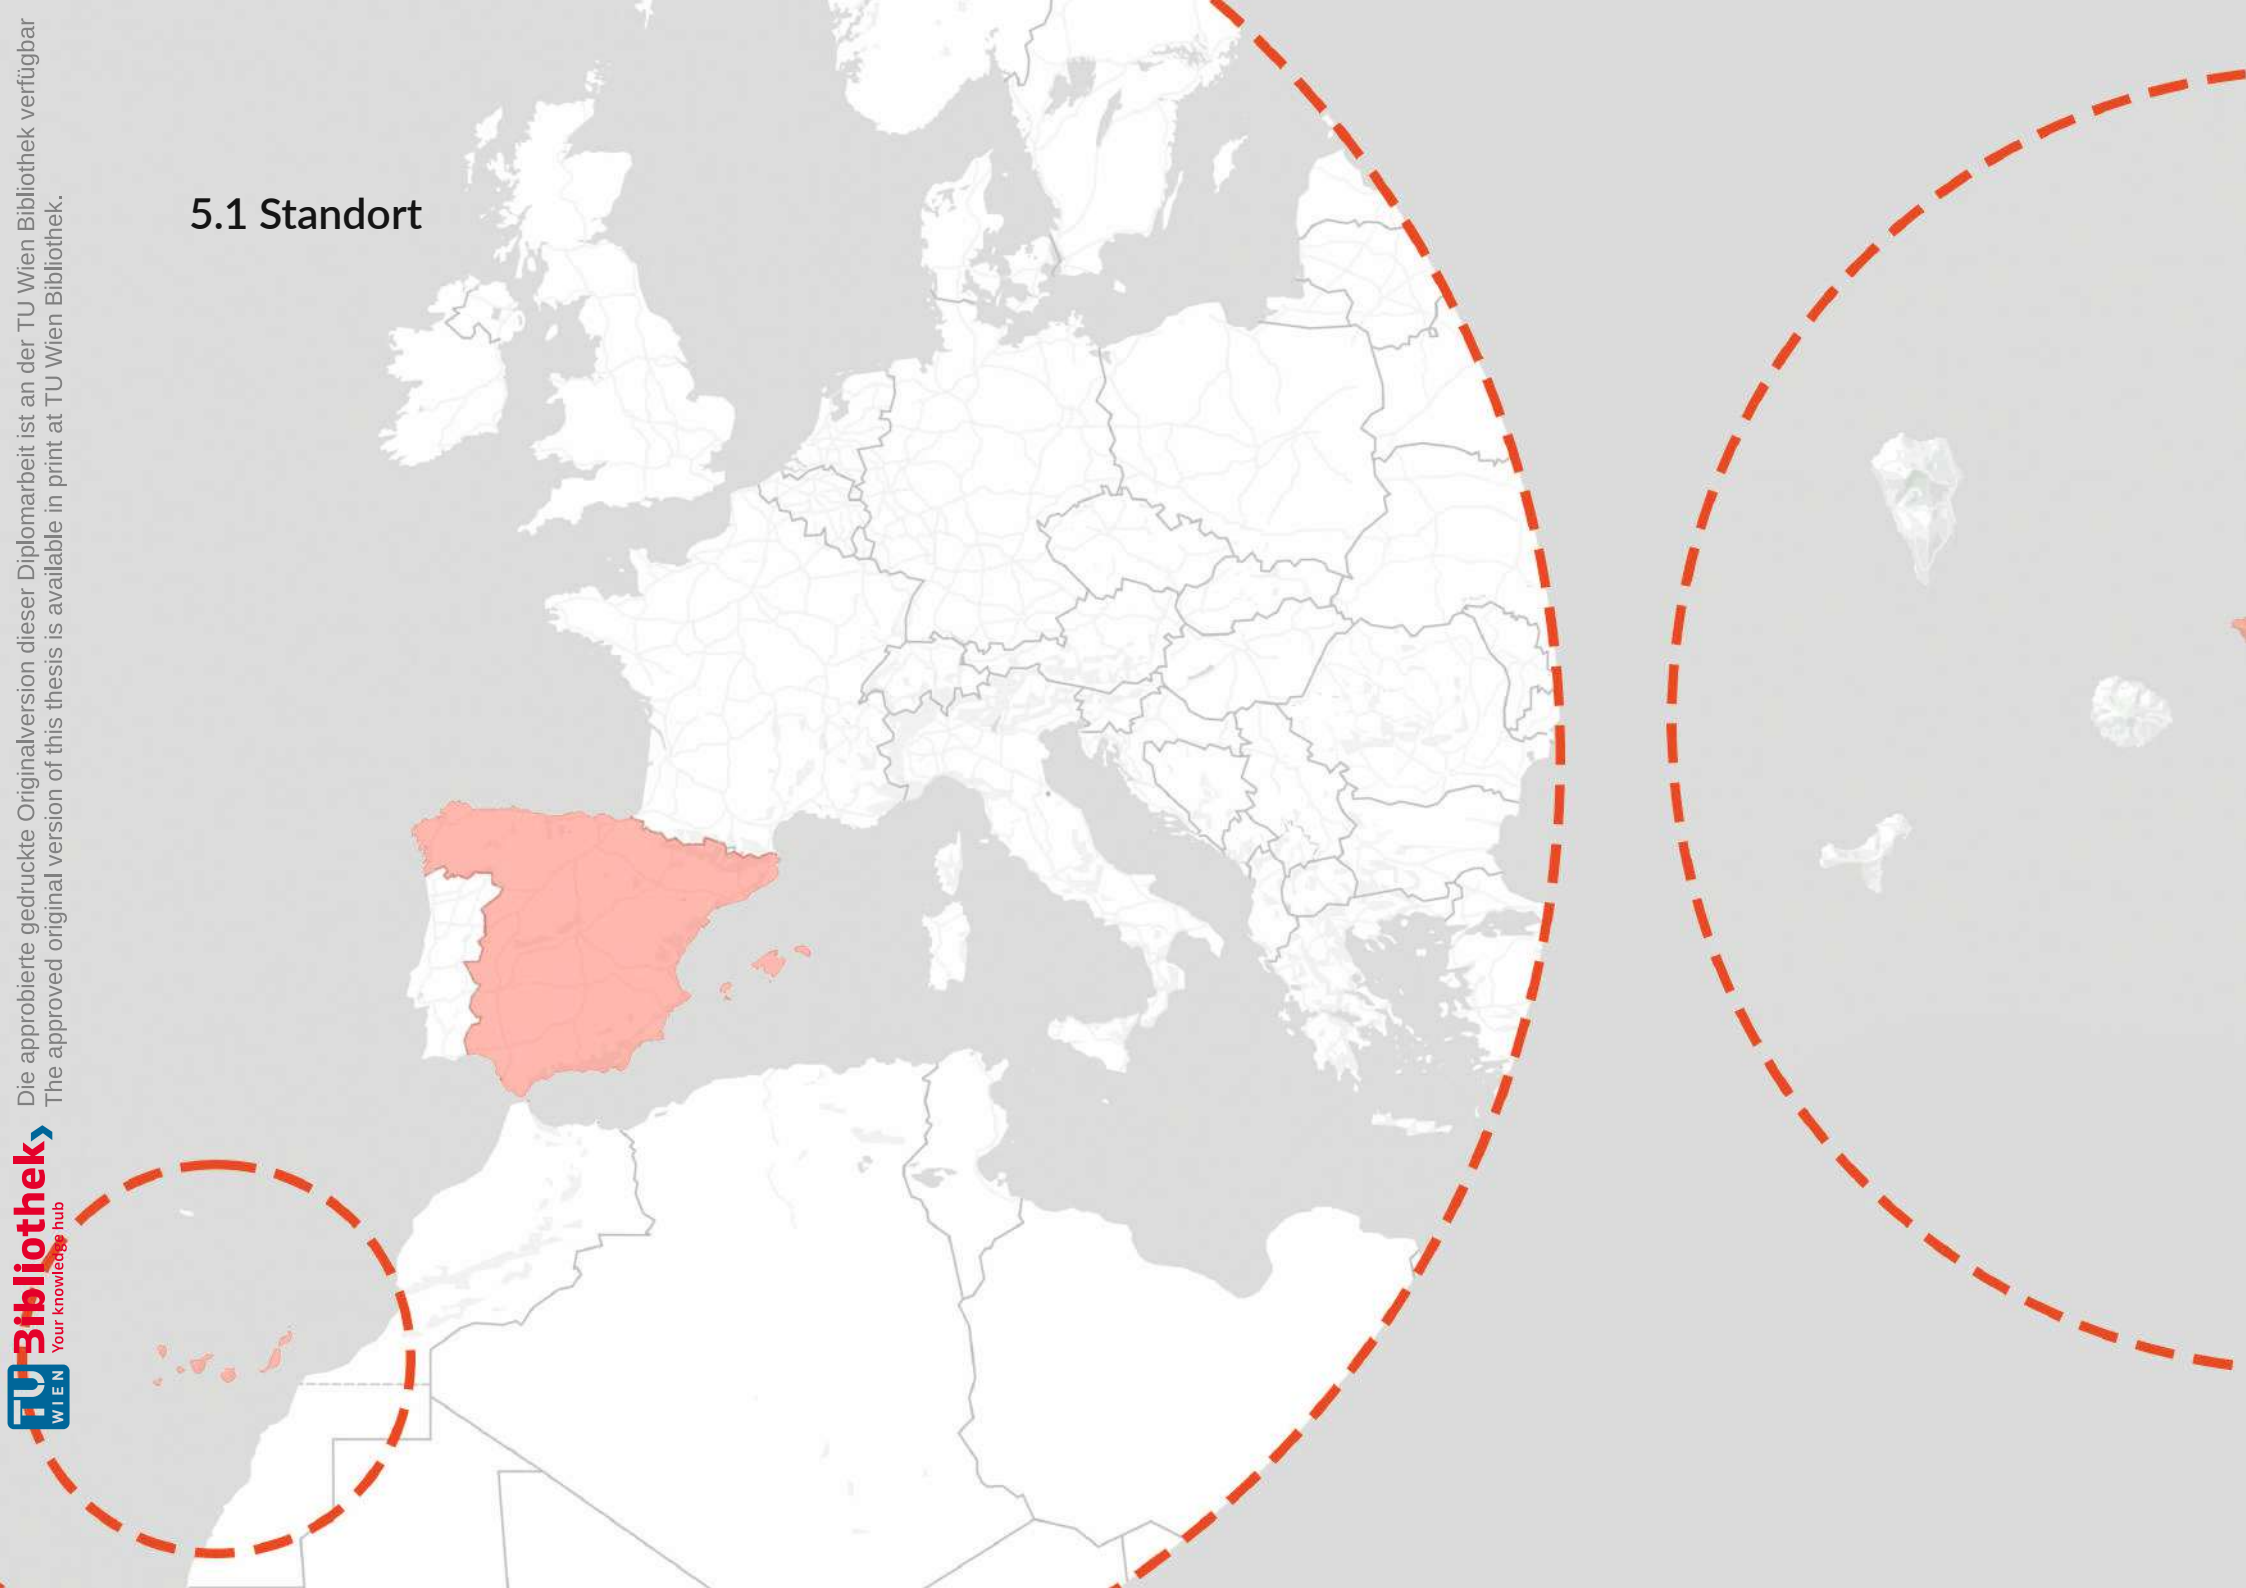 5.1 Standort
Die approbierte gedruckte Originalversion dieser Diplomarbeit ist an der TU Wien Bibliothek verfügbar
The approved original version of this thesis is available in print at TU Wien Bibliothek.
Bibliothek
Your knowledge hub
TU
WIEN